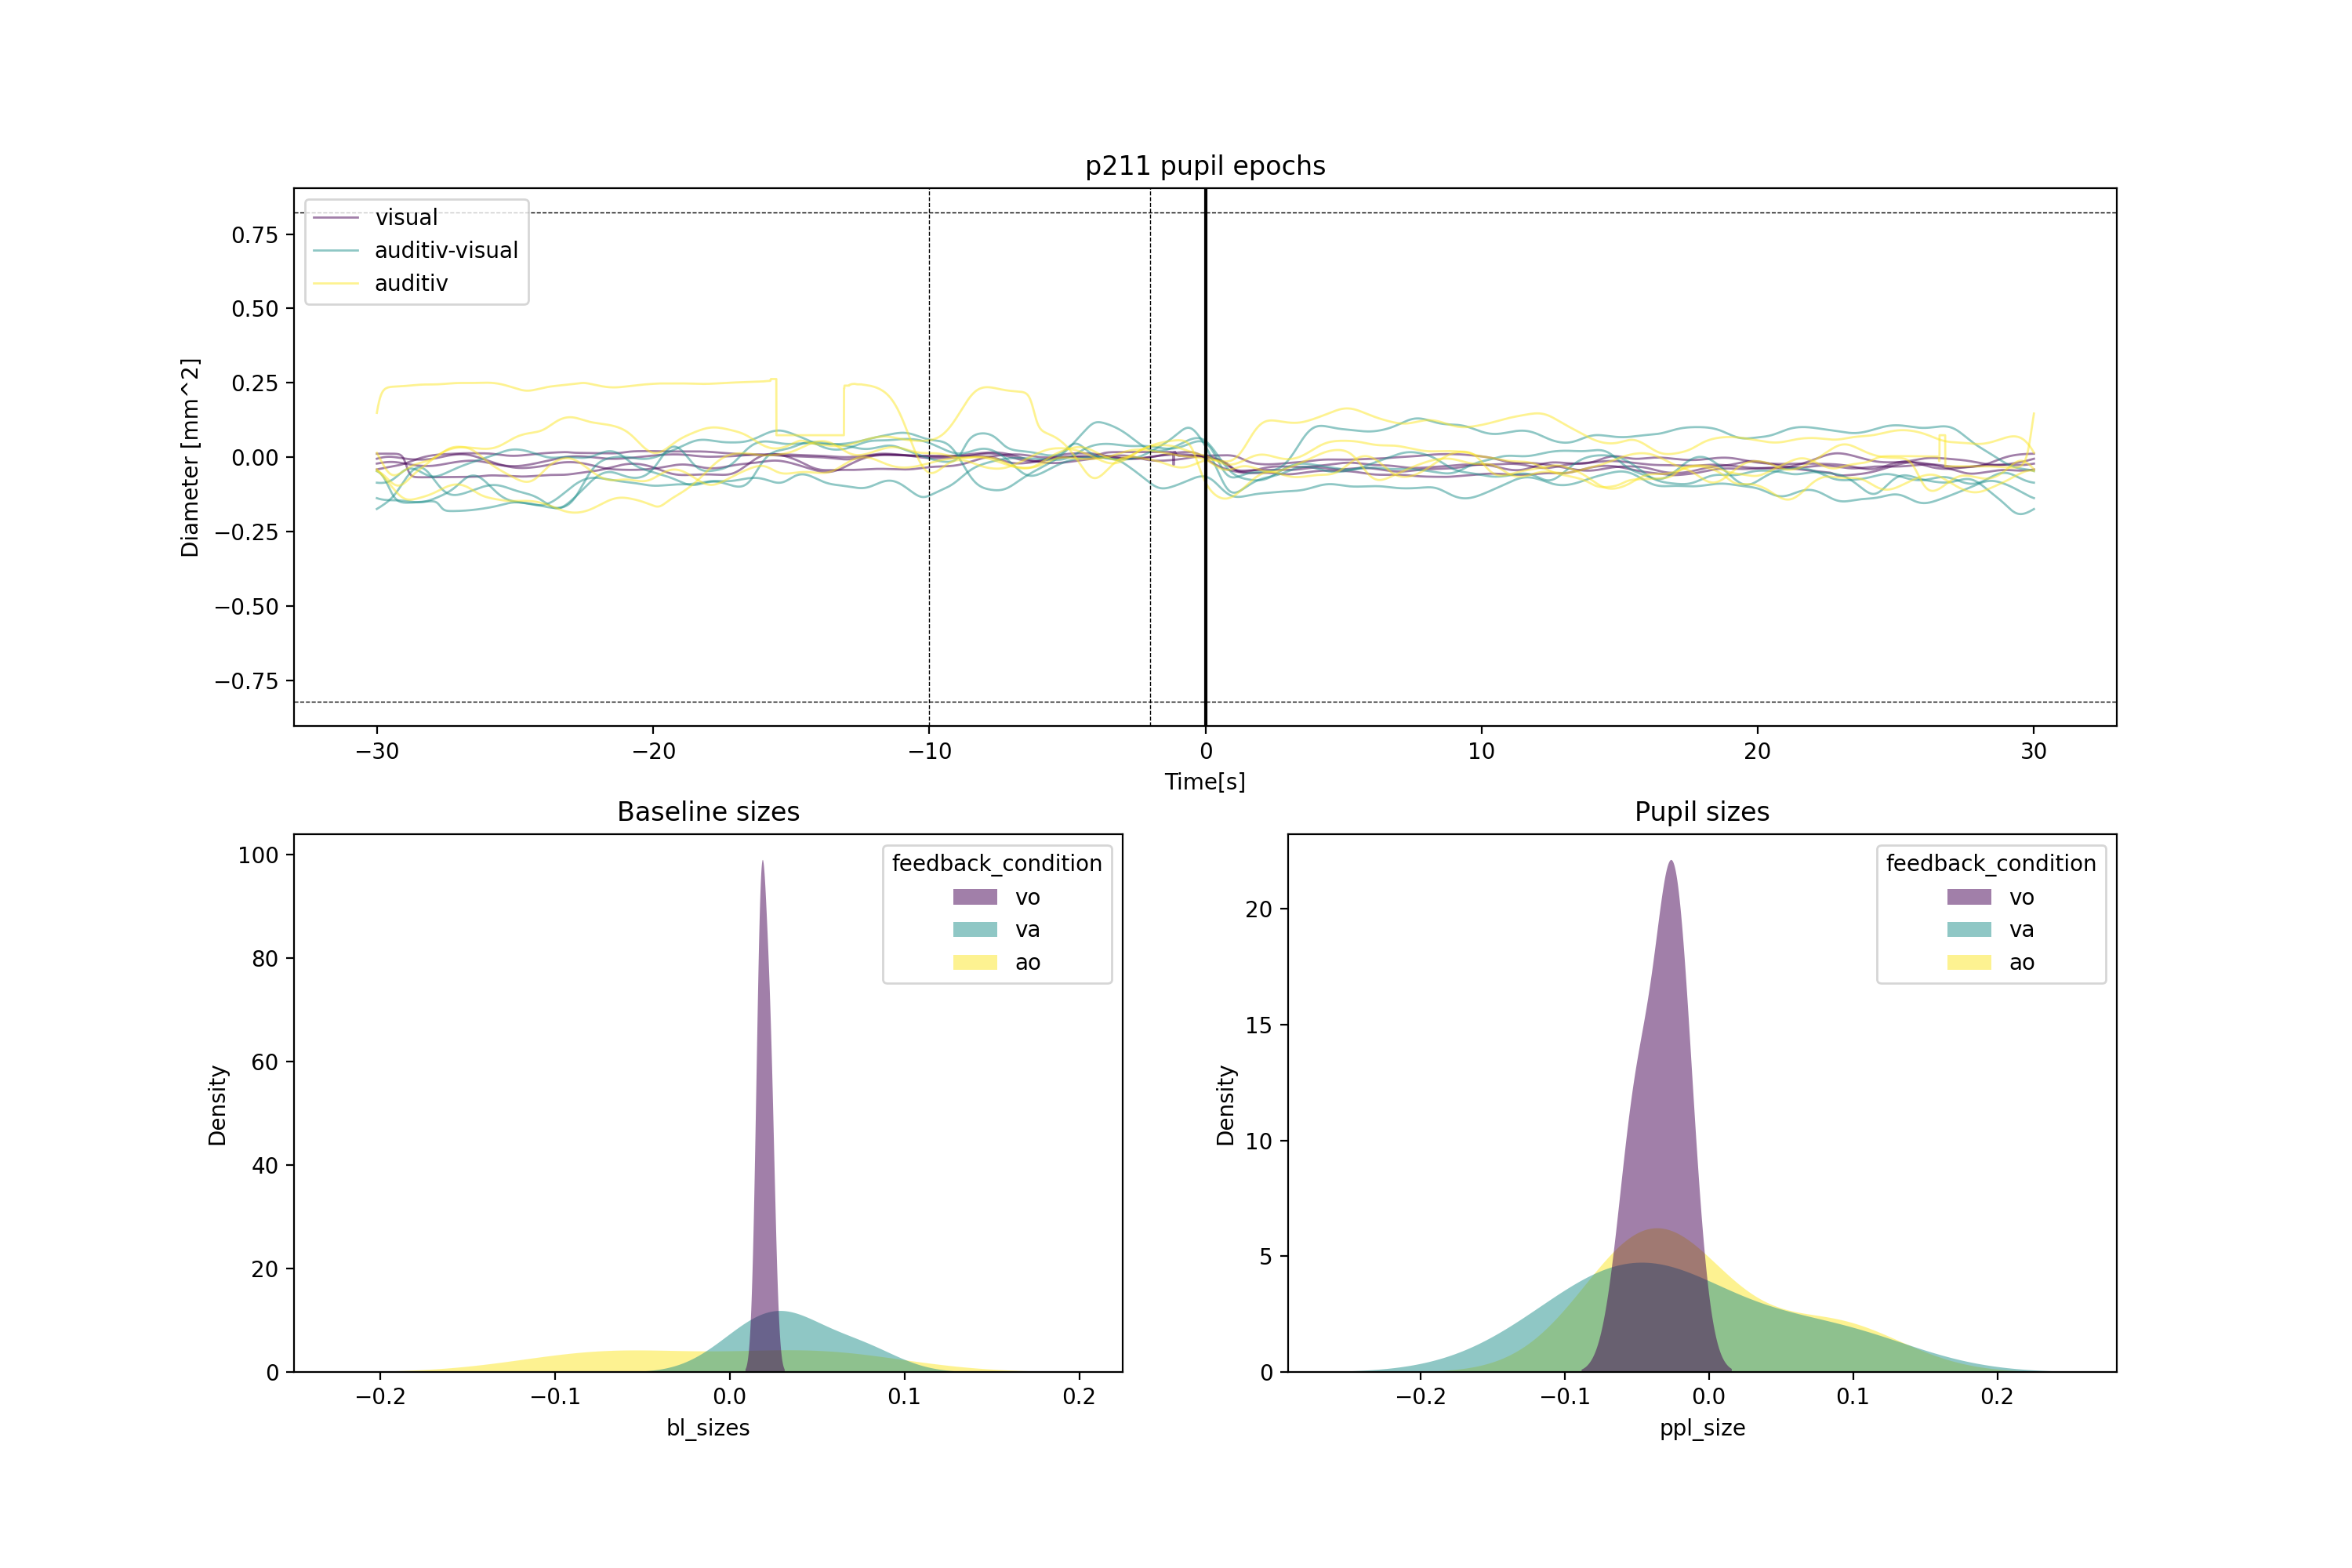 p211 pupil epochs
visual
auditiv-visual
auditiv
0.75
0.50
0.25
0.00
−0.25
−0.50
−0.75
Diameter [mm^2]
−30 −20 −10 0 10 20 30
Time[s]
Baseline sizes
100
80
60
40
20
0
Density
feedback_condition
vo
va
ao
−0.2 −0.1 0.0 0.1 0.2
bl_sizes
Pupil sizes
20
15
10
5
0
Density
feedback_condition
vo
va
ao
−0.2 −0.1 0.0 0.1 0.2
ppl_size